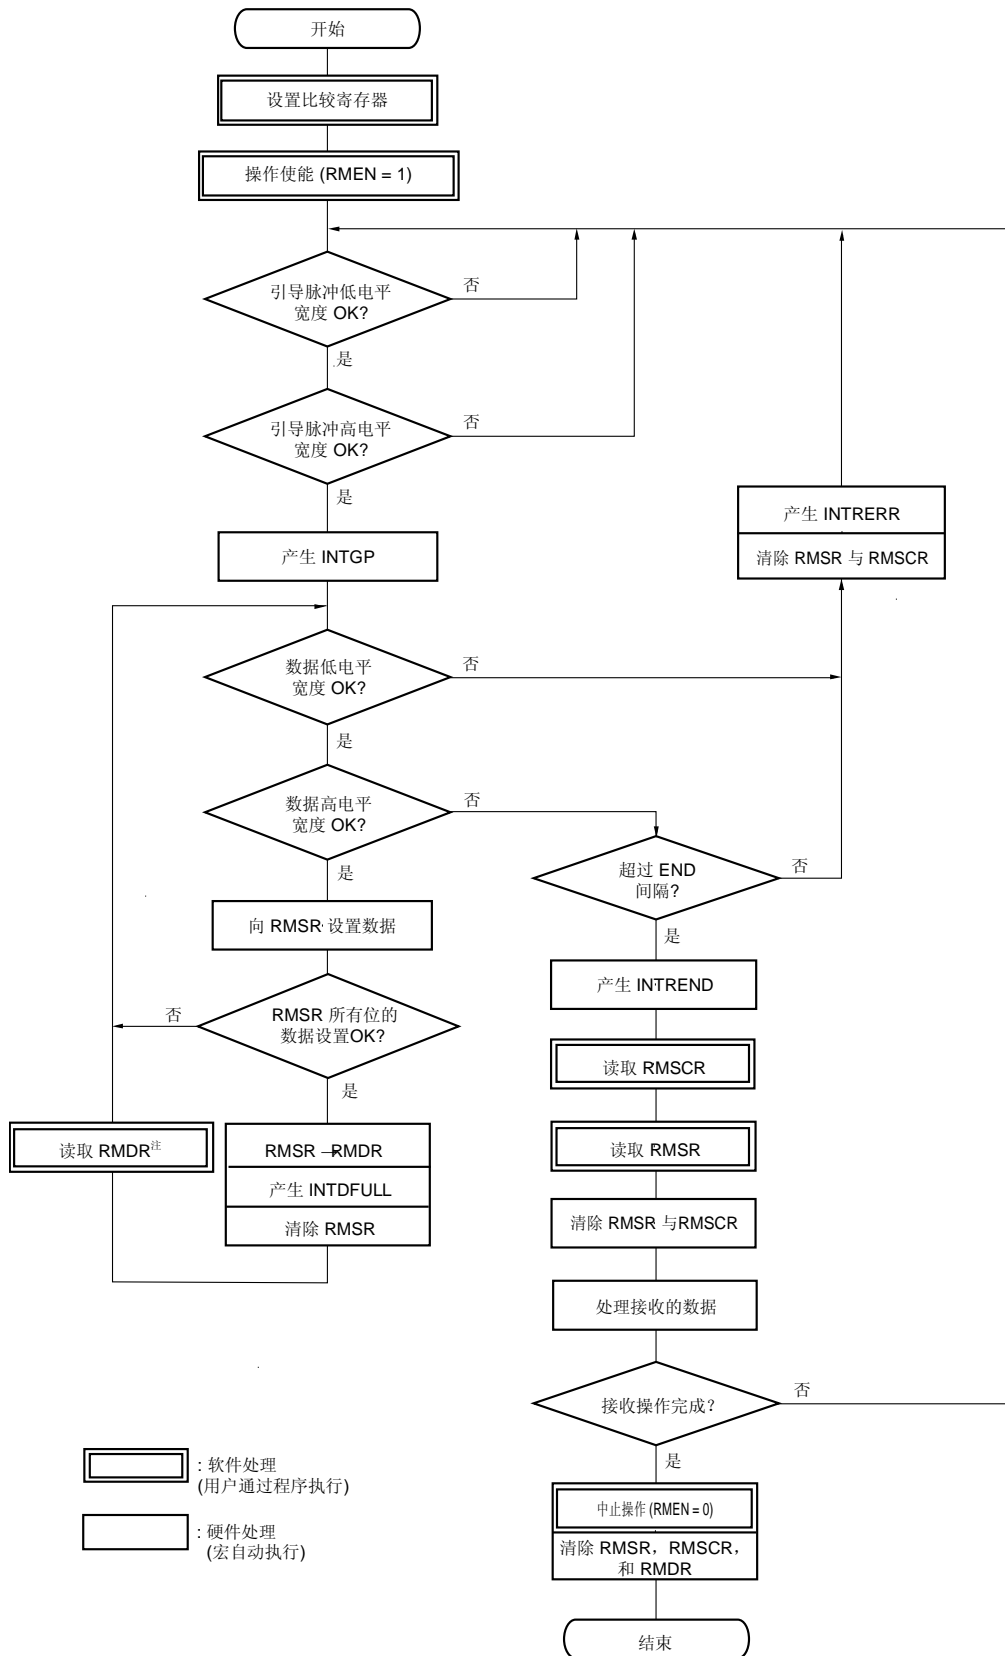 开始
设置比较寄存器
操作使能 (RMEN = 1)
引导脉冲低电平
宽度 OK?
否
是
引导脉冲高电平
宽度 OK?
否
是
产生 INTGP
产生 INTRERR
清除 RMSR 与 RMSCR
数据低电平
宽度 OK?
否
是
数据高电平
宽度 OK?
否
是
超过 END
间隔?
否
是
向 RMSR 设置数据
产生 INTREND
RMSR 所有位的
数据设置OK?
否
是
读取 RMSCR
读取 RMDR注
RMSR →RMDR
产生 INTDFULL
清除 RMSR
读取 RMSR
清除 RMSR 与RMSCR
处理接收的数据
接收操作完成?
否
是
: 软件处理
(用户通过程序执行)
: 硬件处理
(宏自动执行)
中止操作 (RMEN = 0)
清除 RMSR，RMSCR，
和 RMDR
结束